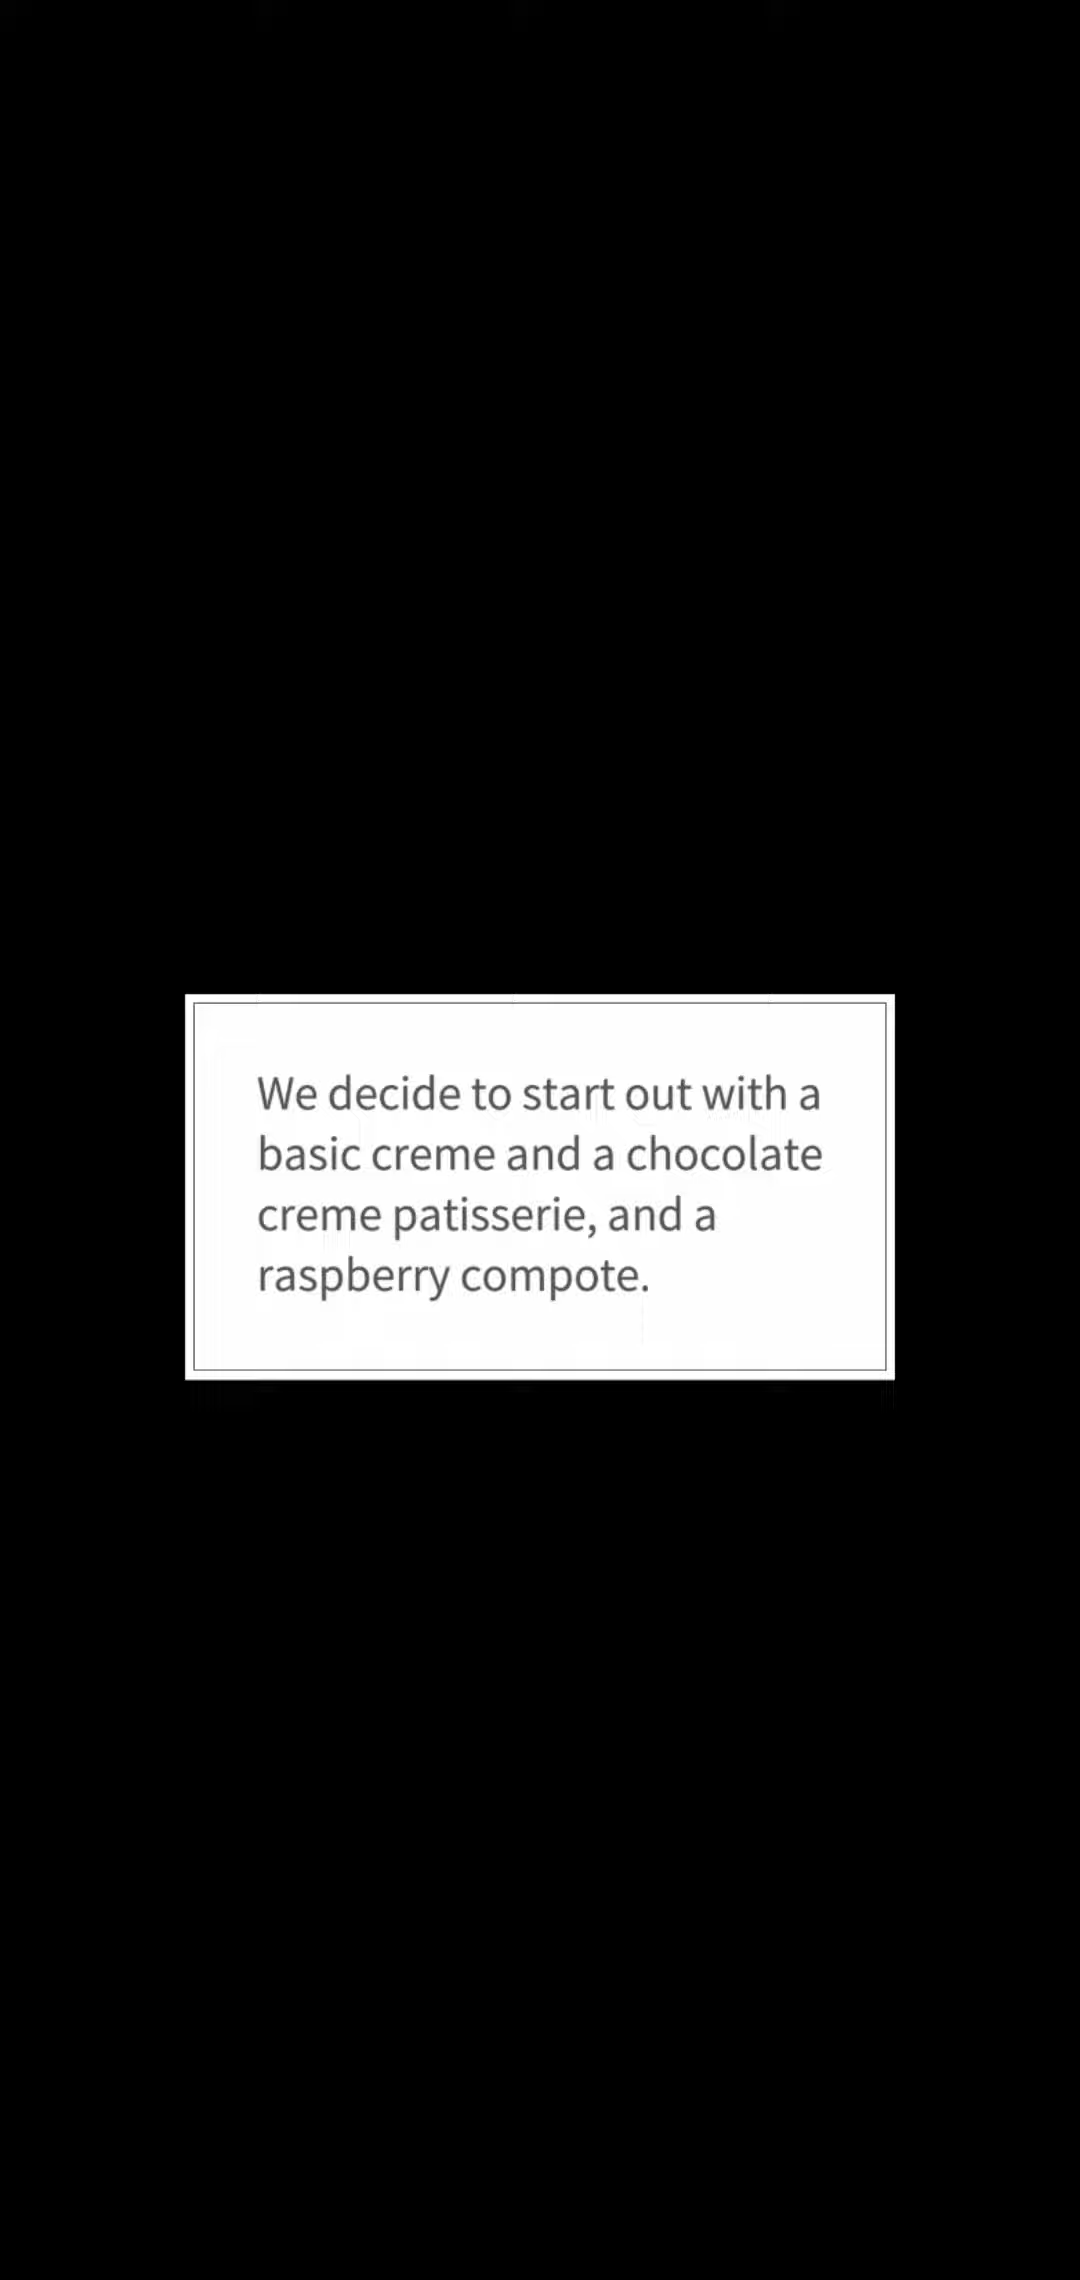 We decide to start out with a
basic creme and a chocolate
creme patisserie, and a
raspberry compote.